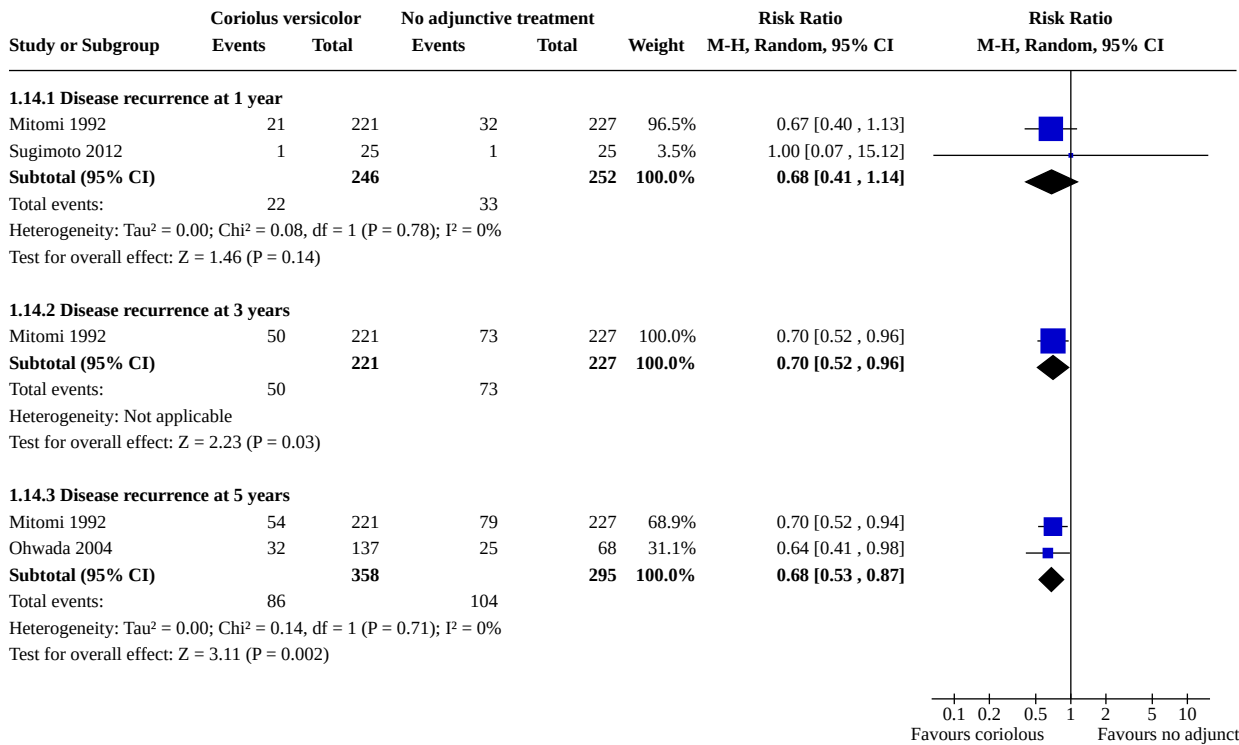 Coriolus versicolor No adjunctive treatment Risk Ratio Risk Ratio
Study or Subgroup Events Total Events Total Weight M-H, Random, 95% CI M-H, Random, 95% CI
1.14.1 Disease recurrence at 1 year
Mitomi 1992 21 221 32 227 96.5% 0.67 [0.40 , 1.13]
Sugimoto 2012 1 25 1 25 3.5% 1.00 [0.07 , 15.12]
Subtotal (95% CI) 246 252 100.0% 0.68 [0.41 , 1.14]
Total events: 22 33
Heterogeneity: Tau² = 0.00; Chi² = 0.08, df = 1 (P = 0.78); I² = 0%
Test for overall effect: Z = 1.46 (P = 0.14)
1.14.2 Disease recurrence at 3 years
Mitomi 1992 50 221 73 227 100.0% 0.70 [0.52 , 0.96]
Subtotal (95% CI) 221 227 100.0% 0.70 [0.52 , 0.96]
Total events: 50 73
Heterogeneity: Not applicable
Test for overall effect: Z = 2.23 (P = 0.03)
1.14.3 Disease recurrence at 5 years
Mitomi 1992 54 221 79 227 68.9% 0.70 [0.52 , 0.94]
Ohwada 2004 32 137 25 68 31.1% 0.64 [0.41 , 0.98]
Subtotal (95% CI) 358 295 100.0% 0.68 [0.53 , 0.87]
Total events: 86 104
Heterogeneity: Tau² = 0.00; Chi² = 0.14, df = 1 (P = 0.71); I² = 0%
Test for overall effect: Z = 3.11 (P = 0.002)
0.1 0.2 0.5 1 2 5 10
Favours coriolous Favours no adjunct